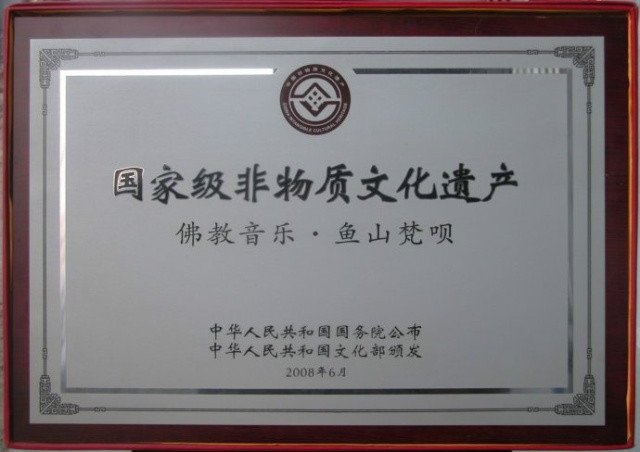 国家级非物质文化遗产
佛教音乐·鱼山梵呗
中华人民共和国国务院公布
中华人民共和国文化部颁发
2008年6月